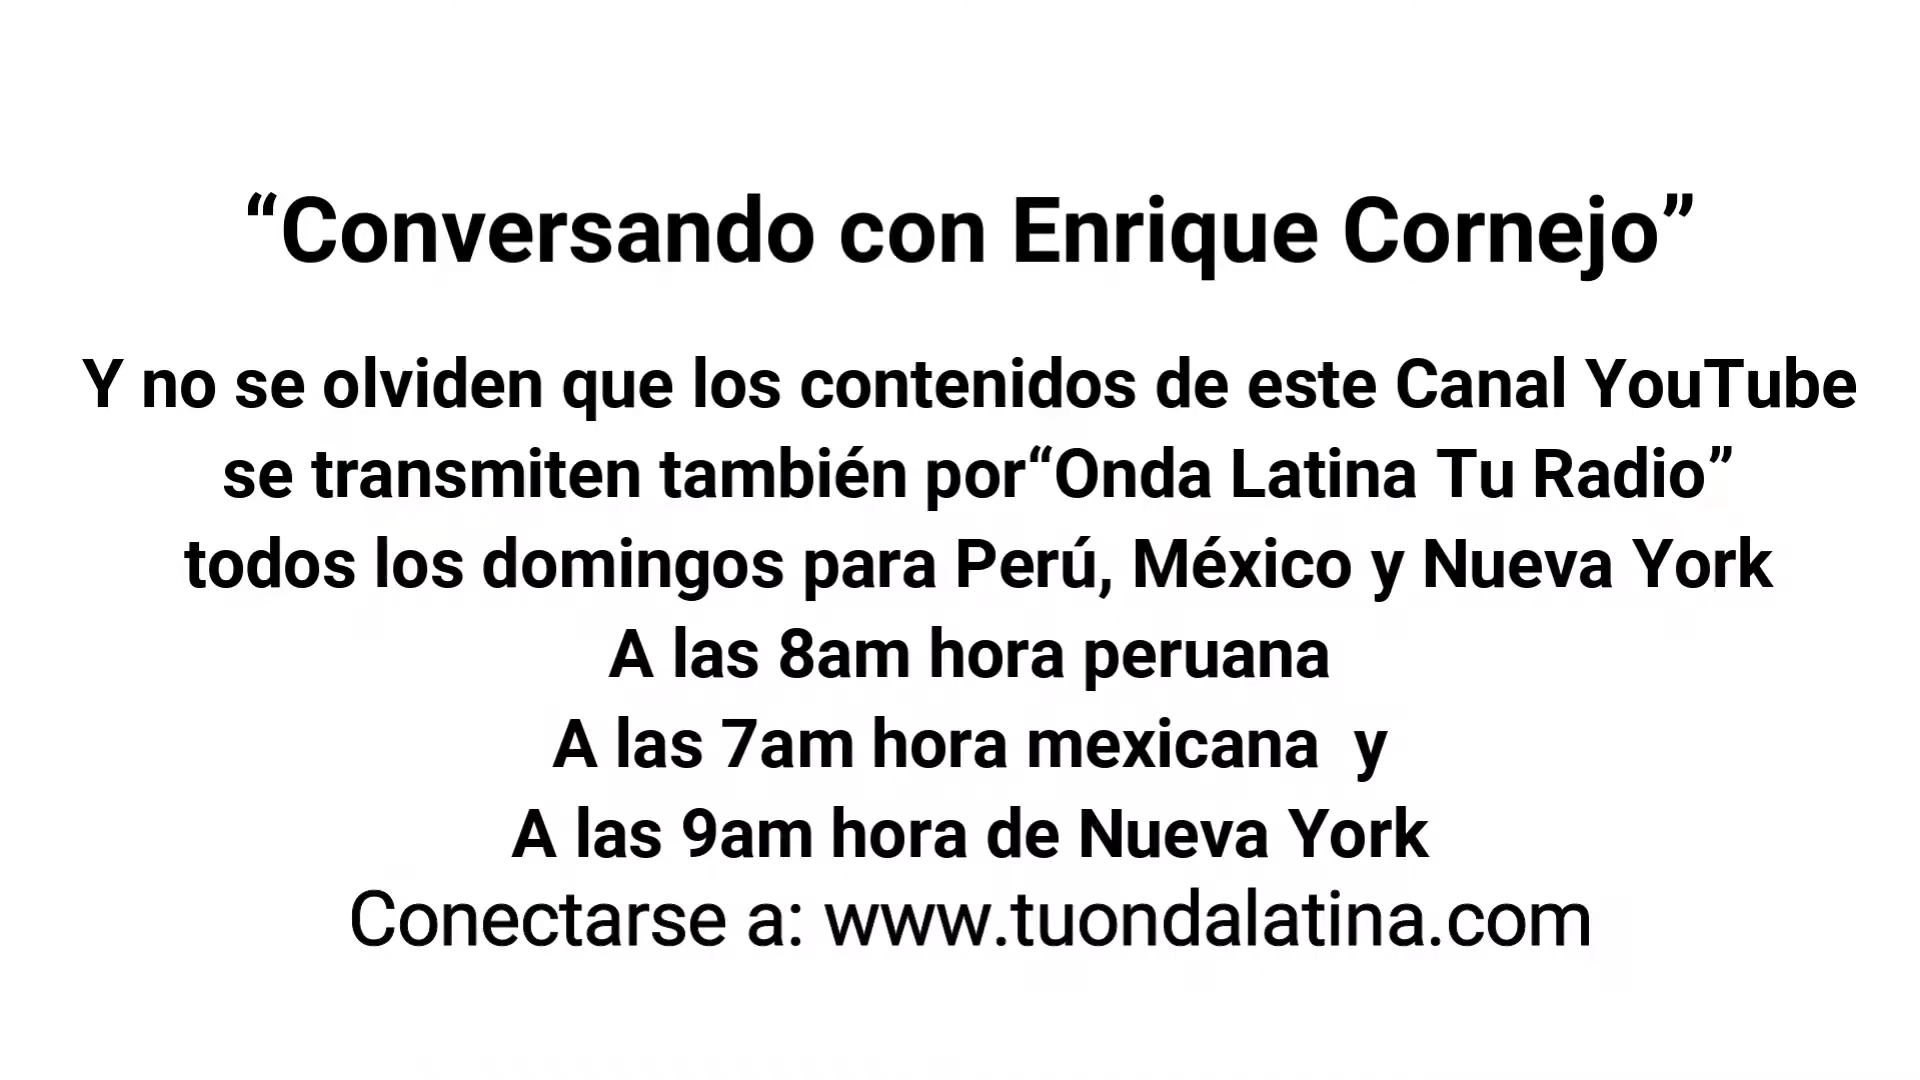 “Conversando con Enrique Cornejo”
Y no se olviden que los contenidos de este Canal YouTube
se transmiten también por“Onda Latina Tu Radio”
todos los domingos para Perú, México y Nueva York
A las 8am hora peruana
A las 7am hora mexicana  y
A las 9am hora de Nueva York
Conectarse a: www.tuondalatina.com